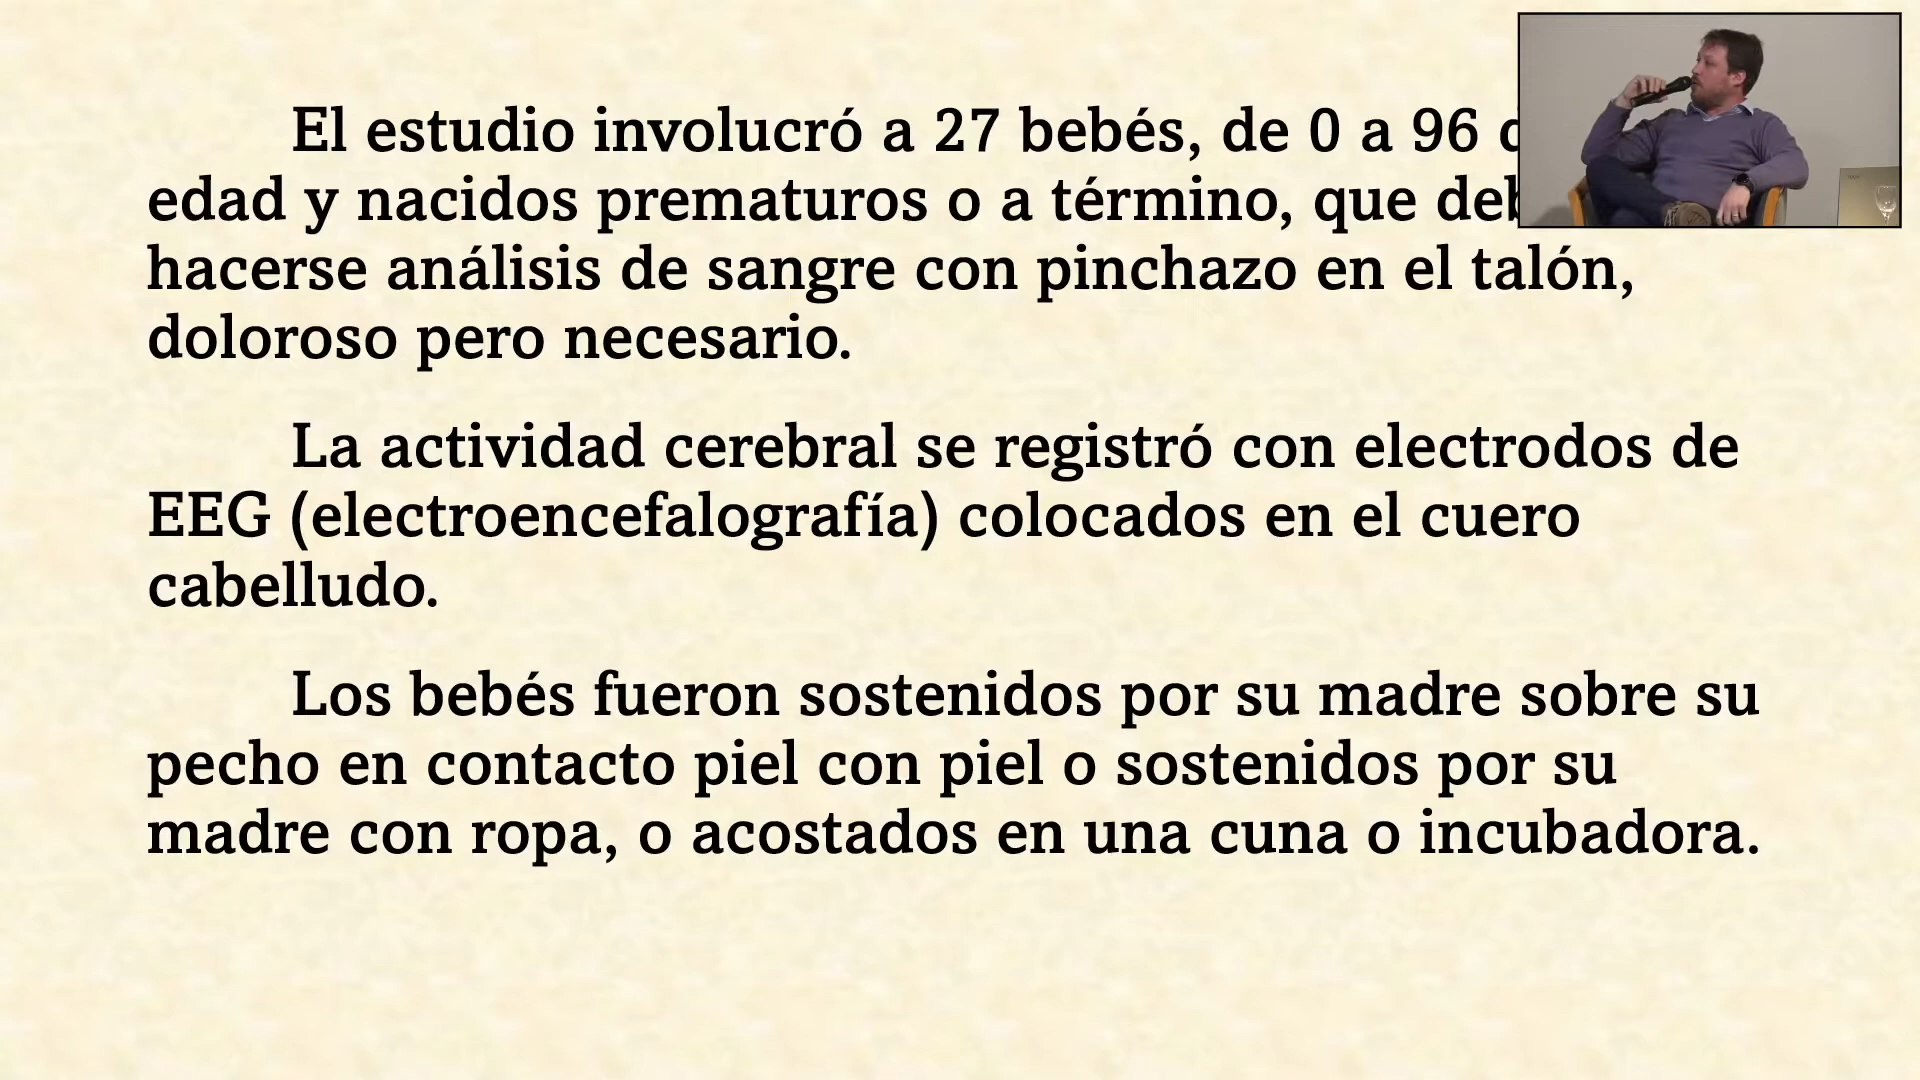 El estudio involucró a 27 bebés, de 0 a 96
edad y nacidos prematuros o a término, que
hacerse análisis de sangre con pinchazo en el talón,
doloroso pero necesario.
La actividad cerebral se registró con electrodos de
EEG (electroencefalografía) colocados en el cuero
cabelludo.
Los bebés fueron sostenidos por su madre sobre su
pecho en contacto piel con piel o sostenidos por su
madre con ropa, o acostados en una cuna o incubadora.